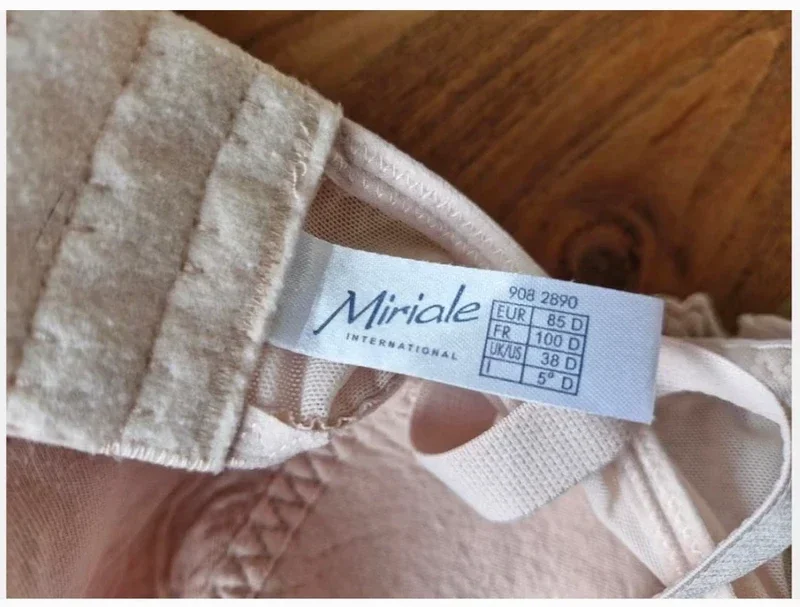 Miriale
INTERNATIONAL
908 2890
EUR 85 D
FR 100 D
UK/US 38 D
I 5° D